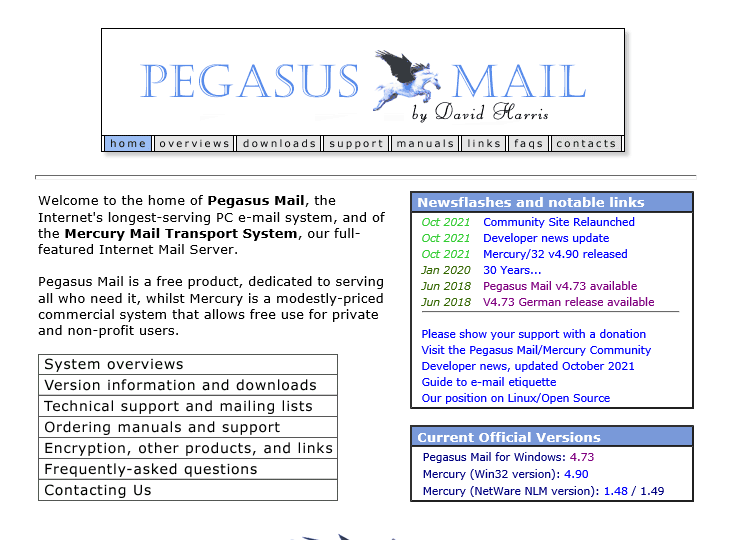 PEGASUS MAIL
by David Harris
home overviews downloads support manuals links faqs contacts
Welcome to the home of Pegasus Mail, the
Internet's longest-serving PC e-mail system, and of
the Mercury Mail Transport System, our full-
featured Internet Mail Server.
Pegasus Mail is a free product, dedicated to serving
all who need it, whilst Mercury is a modestly-priced
commercial system that allows free use for private
and non-profit users.
System overviews
Version information and downloads
Technical support and mailing lists
Ordering manuals and support
Encryption, other products, and links
Frequently-asked questions
Contacting Us
Newsflashes and notable links
Oct 2021 Community Site Relaunched
Oct 2021 Developer news update
Oct 2021 Mercury/32 v4.90 released
Jan 2020 30 Years...
Jun 2018 Pegasus Mail v4.73 available
Jun 2018 V4.73 German release available
Please show your support with a donation
Visit the Pegasus Mail/Mercury Community
Developer news, updated October 2021
Guide to e-mail etiquette
Our position on Linux/Open Source
Current Official Versions
Pegasus Mail for Windows: 4.73
Mercury (Win32 version): 4.90
Mercury (NetWare NLM version): 1.48 / 1.49